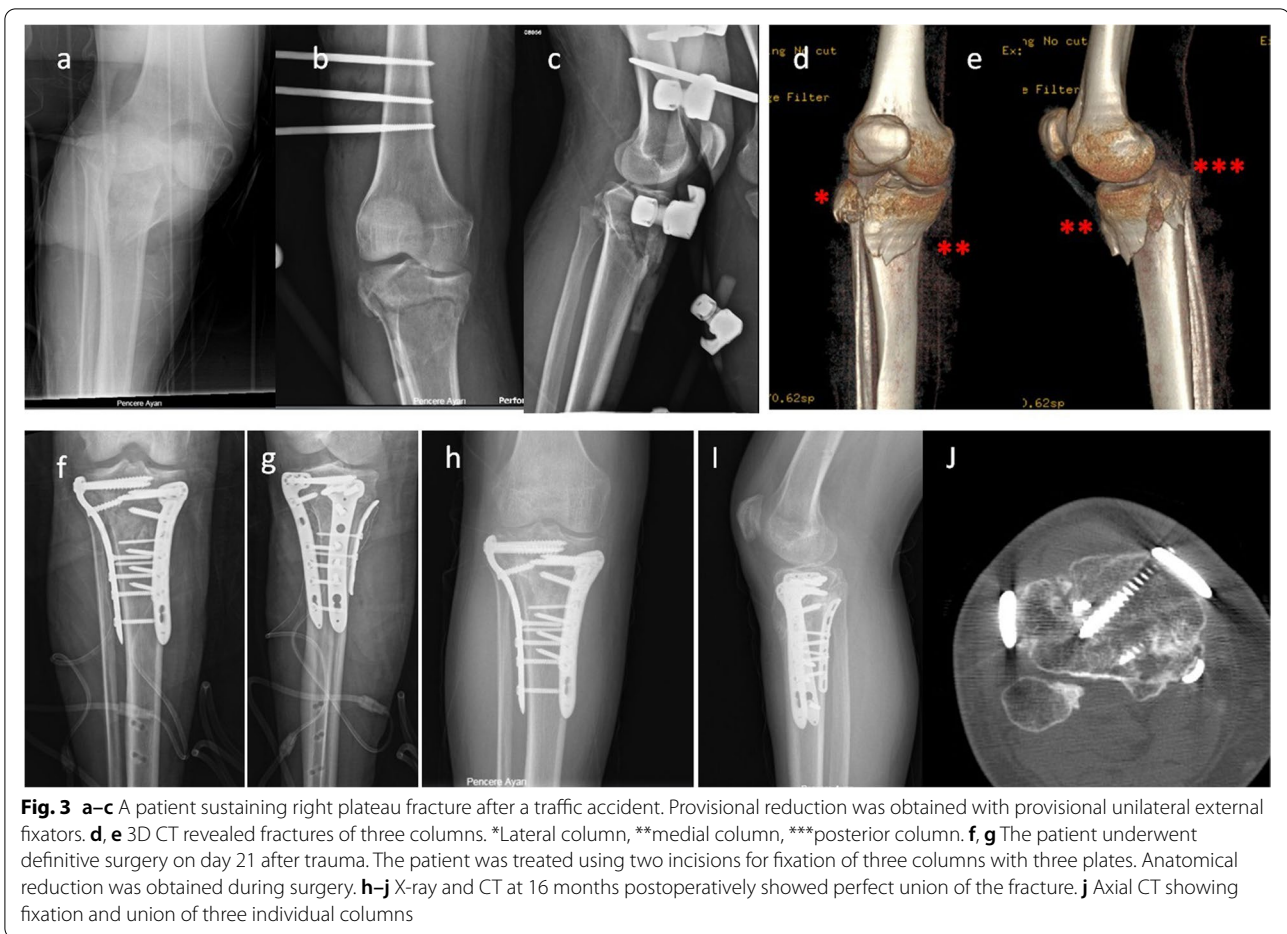 a
b
c
d
e
ng No cut
Ex:
ng No cut
E:
ge Filter
e Filter
*
**
**
***
70.62sp
0.62sp
Pencere Ayan
Pencere Ayan
Perfor
f
g
h
I
J
Pencere Ayan
Fig. 3 a–c A patient sustaining right plateau fracture after a traffic accident. Provisional reduction was obtained with provisional unilateral external
fixators. d, e 3D CT revealed fractures of three columns. *Lateral column, **medial column, ***posterior column. f, g The patient underwent
definitive surgery on day 21 after trauma. The patient was treated using two incisions for fixation of three columns with three plates. Anatomical
reduction was obtained during surgery. h–j X-ray and CT at 16 months postoperatively showed perfect union of the fracture. j Axial CT showing
fixation and union of three individual columns